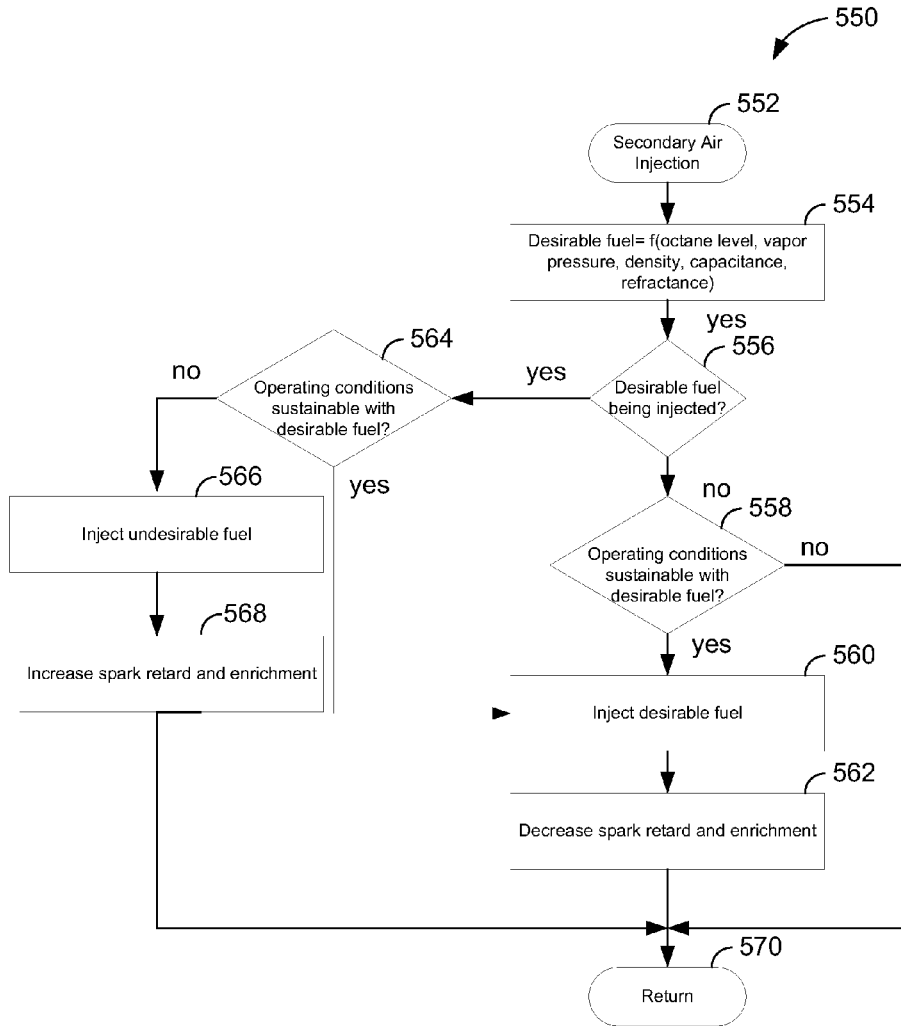 550
552
Secondary Air
Injection
554
Desirable fuel= f(octane level, vapor
pressure, density, capacitance,
refractance)
yes
556
Desirable fuel
being injected?
yes
564
Operating conditions
sustainable with
desirable fuel?
no
yes
566
Inject undesirable fuel
568
Increase spark retard and enrichment
no
558
Operating conditions
sustainable with
desirable fuel?
no
yes
560
Inject desirable fuel
562
Decrease spark retard and enrichment
570
Return